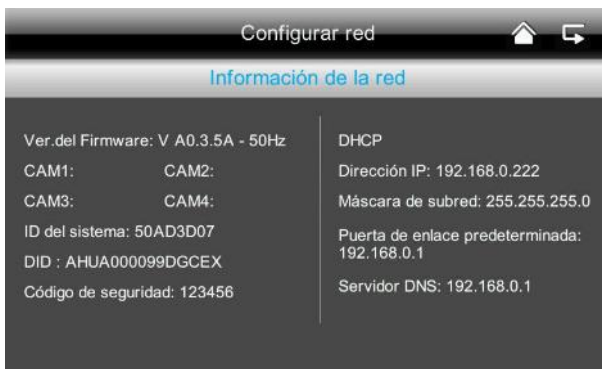 Configurar red
Información de la red
Ver.del Firmware: V A0.3.5A - 50Hz
CAM1: CAM2:
CAM3: CAM4:
ID del sistema: 50AD3D07
DID : AHUA000099DGCEX
Código de seguridad: 123456
DHCP
Dirección IP: 192.168.0.222
Máscara de subred: 255.255.255.0
Puerta de enlace predeterminada:
192.168.0.1
Servidor DNS: 192.168.0.1